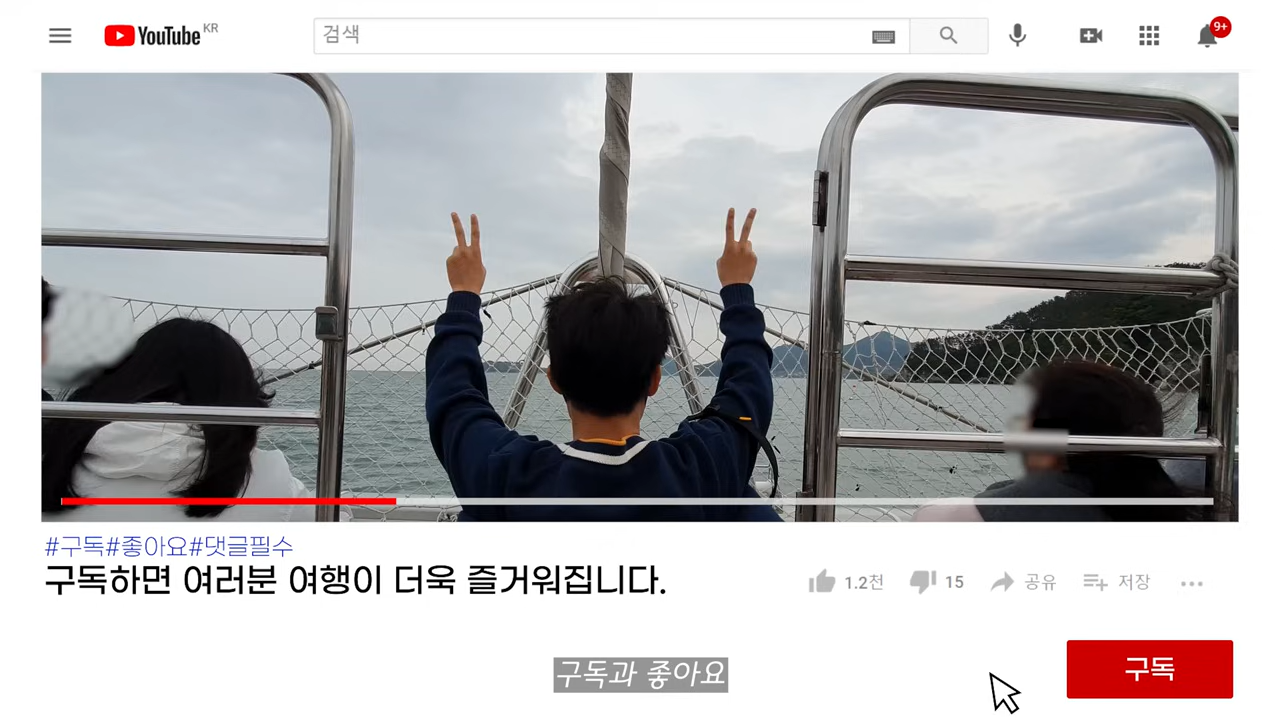 YouTube KR
검색
9+
#구독#좋아요#댓글필수
구독하면 여러분 여행이 더욱 즐거워집니다.
1.2천
15
공유
저장
구독과 좋아요
구독